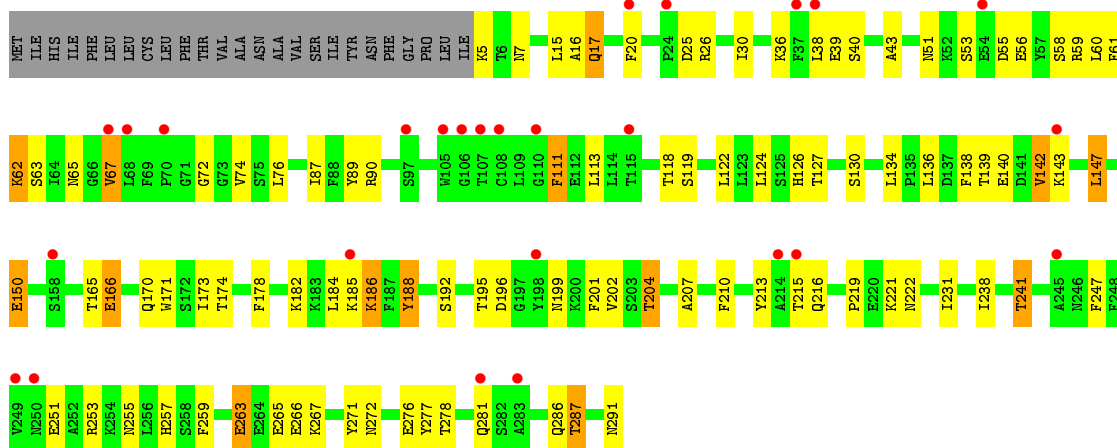 MET ILE HIS ILE PHE LEU LEU CYS LEU PHE THR VAL ALA ASN ALA VAL SER ILE TYR ASN PHE GLY PRO LEU ILE K5 T6 N7 L15 A16 Q17 F20 P24 D25 R26 I30 K36 F37 L38 E39 S40 A43 N51 K52 S53 E54 D55 E56 Y57 S58 R59 L60 F61
K62 S63 I64 N65 G66 V67 L68 F69 P70 G71 G72 G73 V74 S75 L76 I87 F88 Y89 R90 S97 W105 G106 T107 C108 L109 G110 F111 E112 L113 L114 T115 T118 S119 L122 L123 L124 S125 H126 T127 S130 L134 P135 L136 D137 F138 T139 E140 D141 V142 K143 L147
E150 S158 T165 E166 Q170 W171 S172 I173 T174 F178 K182 K183 L184 K185 K186 F187 Y188 S192 T195 D196 G197 Y198 N199 K200 F201 V202 S203 T204 A207 F210 Y213 A214 T215 Q216 P219 E220 K221 N222 I231 I238 T241 A245 N246 F247
V249 N250 E251 A252 R253 K254 N255 L256 H257 S258 F259 E263 E264 E265 E266 K267 Y271 N272 E276 Y277 T278 Q281 S282 A283 Q286 T287 N291